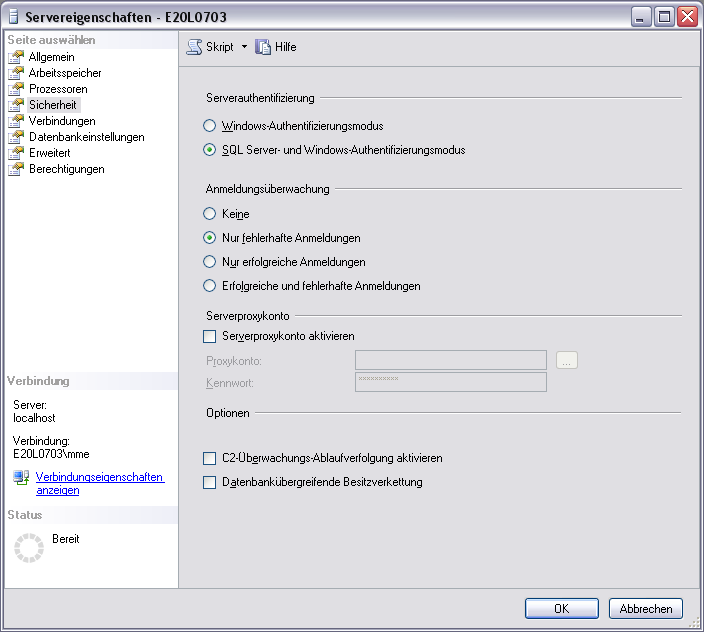 Servereigenschaften - E20L0703
Seite auswählen
Allgemein
Arbeitsspeicher
Prozessoren
Sicherheit
Verbindungen
Datenbankeinstellungen
Erweitert
Berechtigungen
Skript
Hilfe
Serverauthentifizierung
Windows-Authentifizierungsmodus
SQL Server- und Windows-Authentifizierungsmodus
Anmeldungsüberwachung
Keine
Nur fehlerhafte Anmeldungen
Nur erfolgreiche Anmeldungen
Erfolgreiche und fehlerhafte Anmeldungen
Serverproxykonto
Serverproxykonto aktivieren
Proxykonto:
...
Kennwort:
**********
Optionen
C2-Überwachungs-Ablaufverfolgung aktivieren
Datenbankübergreifende Besitzverkettung
Verbindung
Server:
localhost
Verbindung:
E20L0703\mme
Verbindungseigenschaften
anzeigen
Status
Bereit
OK
Abbrechen